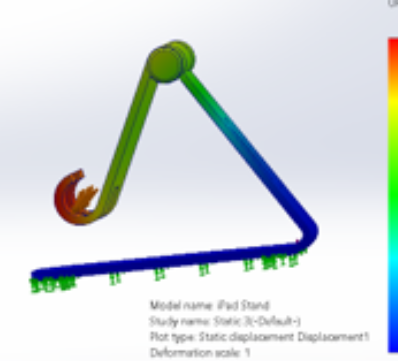 Model name: iPad Stand
Study name: Static 3(-Default-)
Plot type: Static displacement Displacement1
Deformation scale: 1